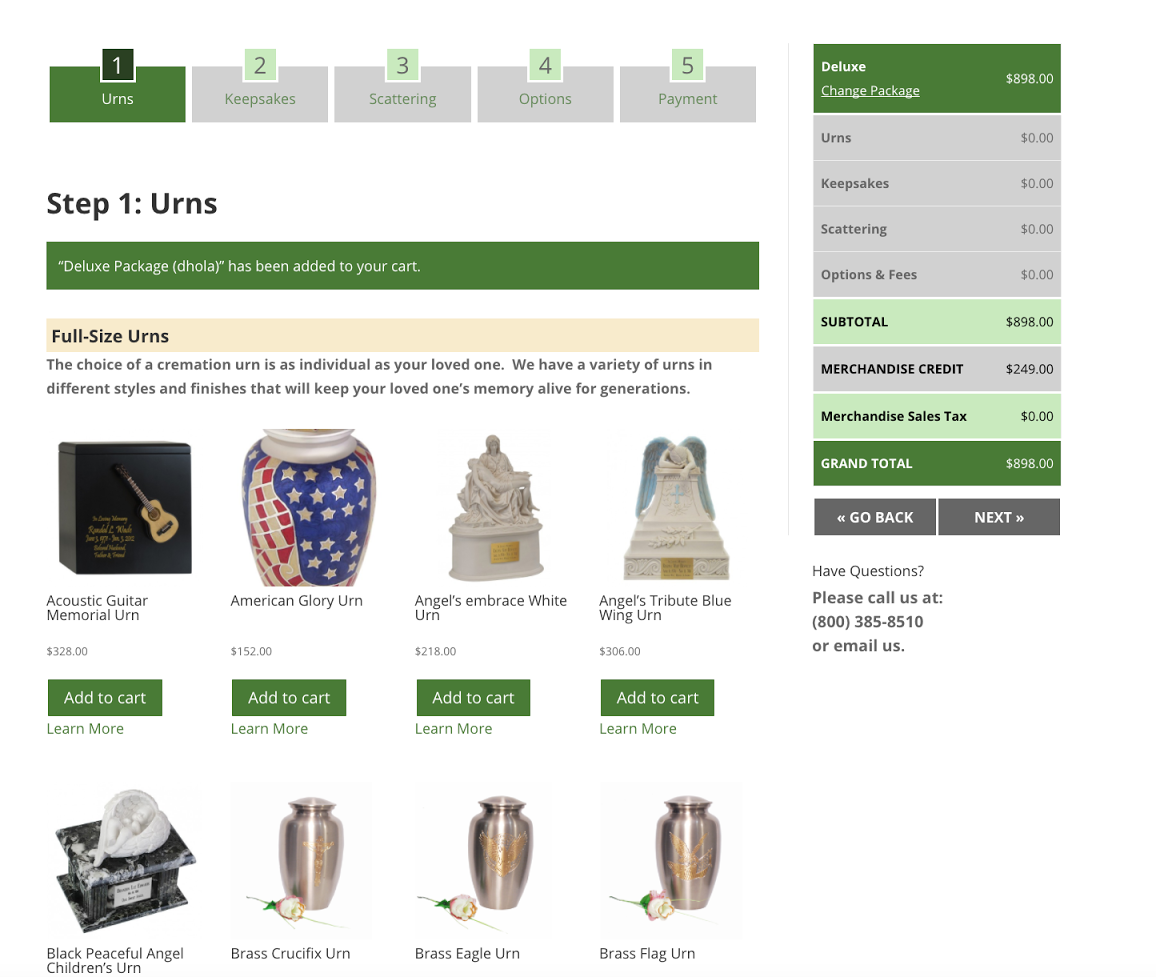 1
Urns
2
Keepsakes
3
Scattering
4
Options
5
Payment
Step 1: Urns
“Deluxe Package (dhola)” has been added to your cart.
Full-Size Urns
The choice of a cremation urn is as individual as your loved one.  We have a variety of urns in
different styles and finishes that will keep your loved one’s memory alive for generations.
In Loving Memory
Randal L. Wade
Beloved Husband,
Father & Friend
Acoustic Guitar
Memorial Urn
$328.00
Add to cart
Learn More
American Glory Urn
$152.00
Add to cart
Learn More
Angel’s embrace White
Urn
$218.00
Add to cart
Learn More
Angel’s Tribute Blue
Wing Urn
$306.00
Add to cart
Learn More
Black Peaceful Angel
Children’s Urn
Brass Crucifix Urn
Brass Eagle Urn
Brass Flag Urn
Deluxe
Change Package
$898.00
Urns $0.00
Keepsakes $0.00
Scattering $0.00
Options & Fees $0.00
SUBTOTAL $898.00
MERCHANDISE CREDIT $249.00
Merchandise Sales Tax $0.00
GRAND TOTAL $898.00
« GO BACK
NEXT »
Have Questions?
Please call us at:
(800) 385-8510
or email us.